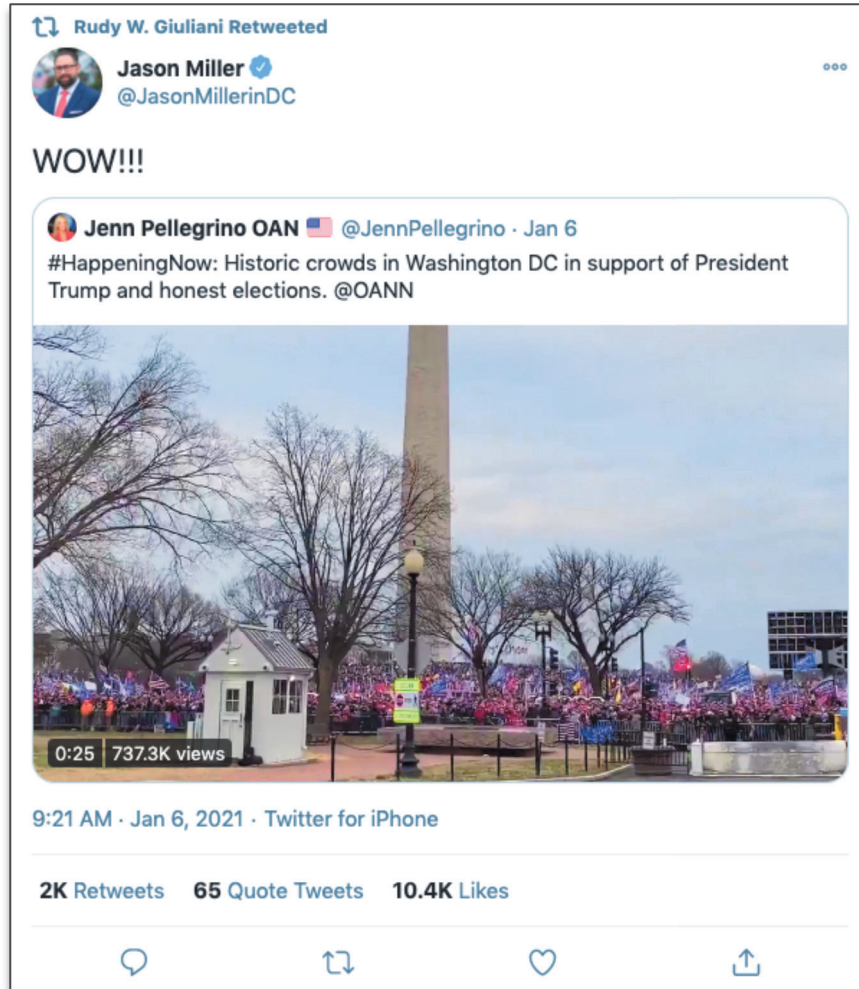 Rudy W. Giuliani Retweeted
Jason Miller
@JasonMillerinDC
WOW!!!
Jenn Pellegrino OAN 🇺🇸 @JennPellegrino · Jan 6
#HappeningNow: Historic crowds in Washington DC in support of President
Trump and honest elections. @OANN
0:25 737.3K views
9:21 AM · Jan 6, 2021 · Twitter for iPhone
2K Retweets 65 Quote Tweets 10.4K Likes